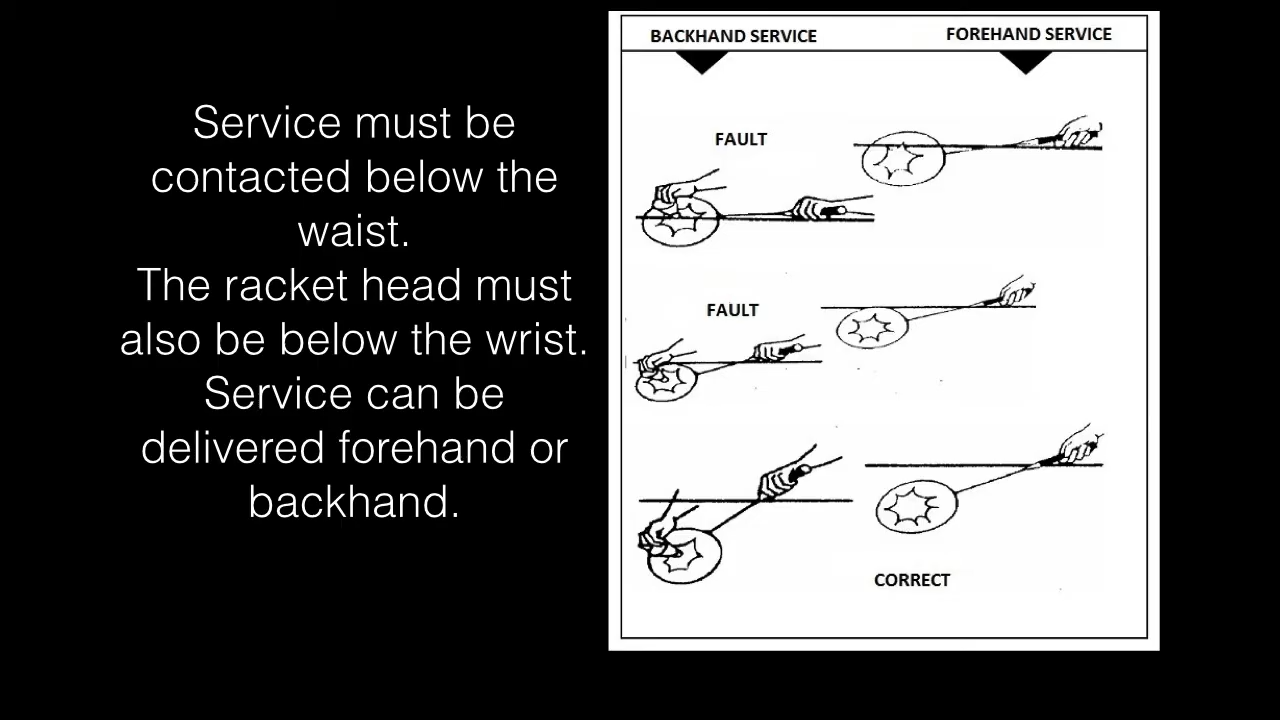 Service must be
contacted below the
waist.
The racket head must
also be below the wrist.
Service can be
delivered forehand or
backhand.
BACKHAND SERVICE
FOREHAND SERVICE
FAULT
FAULT
CORRECT